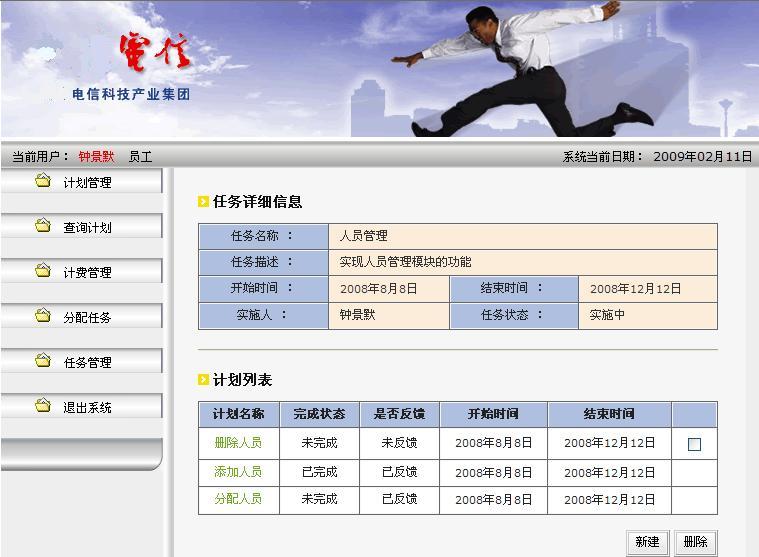 電信
电信科技产业集团
当前用户： 钟景默 员工 系统当前日期： 2009年02月11日
计划管理
查询计划
计费管理
分配任务
任务管理
退出系统
任务详细信息
任务名称 ： 人员管理
任务描述 ： 实现人员管理模块的功能
开始时间 ： 2008年8月8日 结束时间 ： 2008年12月12日
实施人 ： 钟景默 任务状态 ： 实施中
计划列表
计划名称 完成状态 是否反馈 开始时间 结束时间
删除人员 未完成 未反馈 2008年8月8日 2008年12月12日
添加人员 已完成 已反馈 2008年8月8日 2008年12月12日
分配人员 未完成 已反馈 2008年8月8日 2008年12月12日
新建 删除